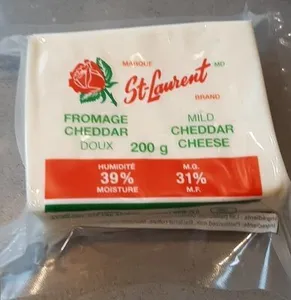 MARQUE MD
St-Laurent
BRAND
FROMAGE
CHEDDAR
DOUX
200 g
MILD
CHEDDAR
CHEESE
HUMIDITÉ
39%
MOISTURE
M.G.
31%
M.F.